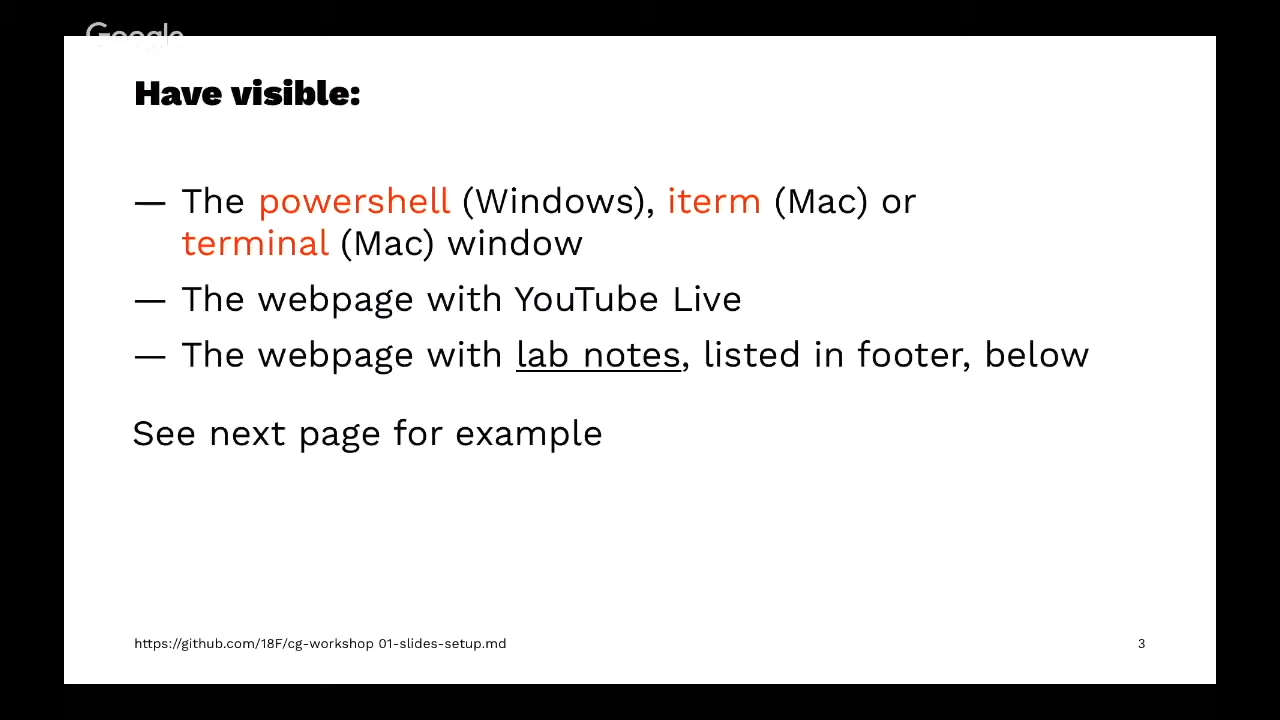 Google
Have visible:
— The powershell (Windows), iterm (Mac) or
terminal (Mac) window
— The webpage with YouTube Live
— The webpage with lab notes, listed in footer, below
See next page for example
https://github.com/18F/cg-workshop 01-slides-setup.md
3